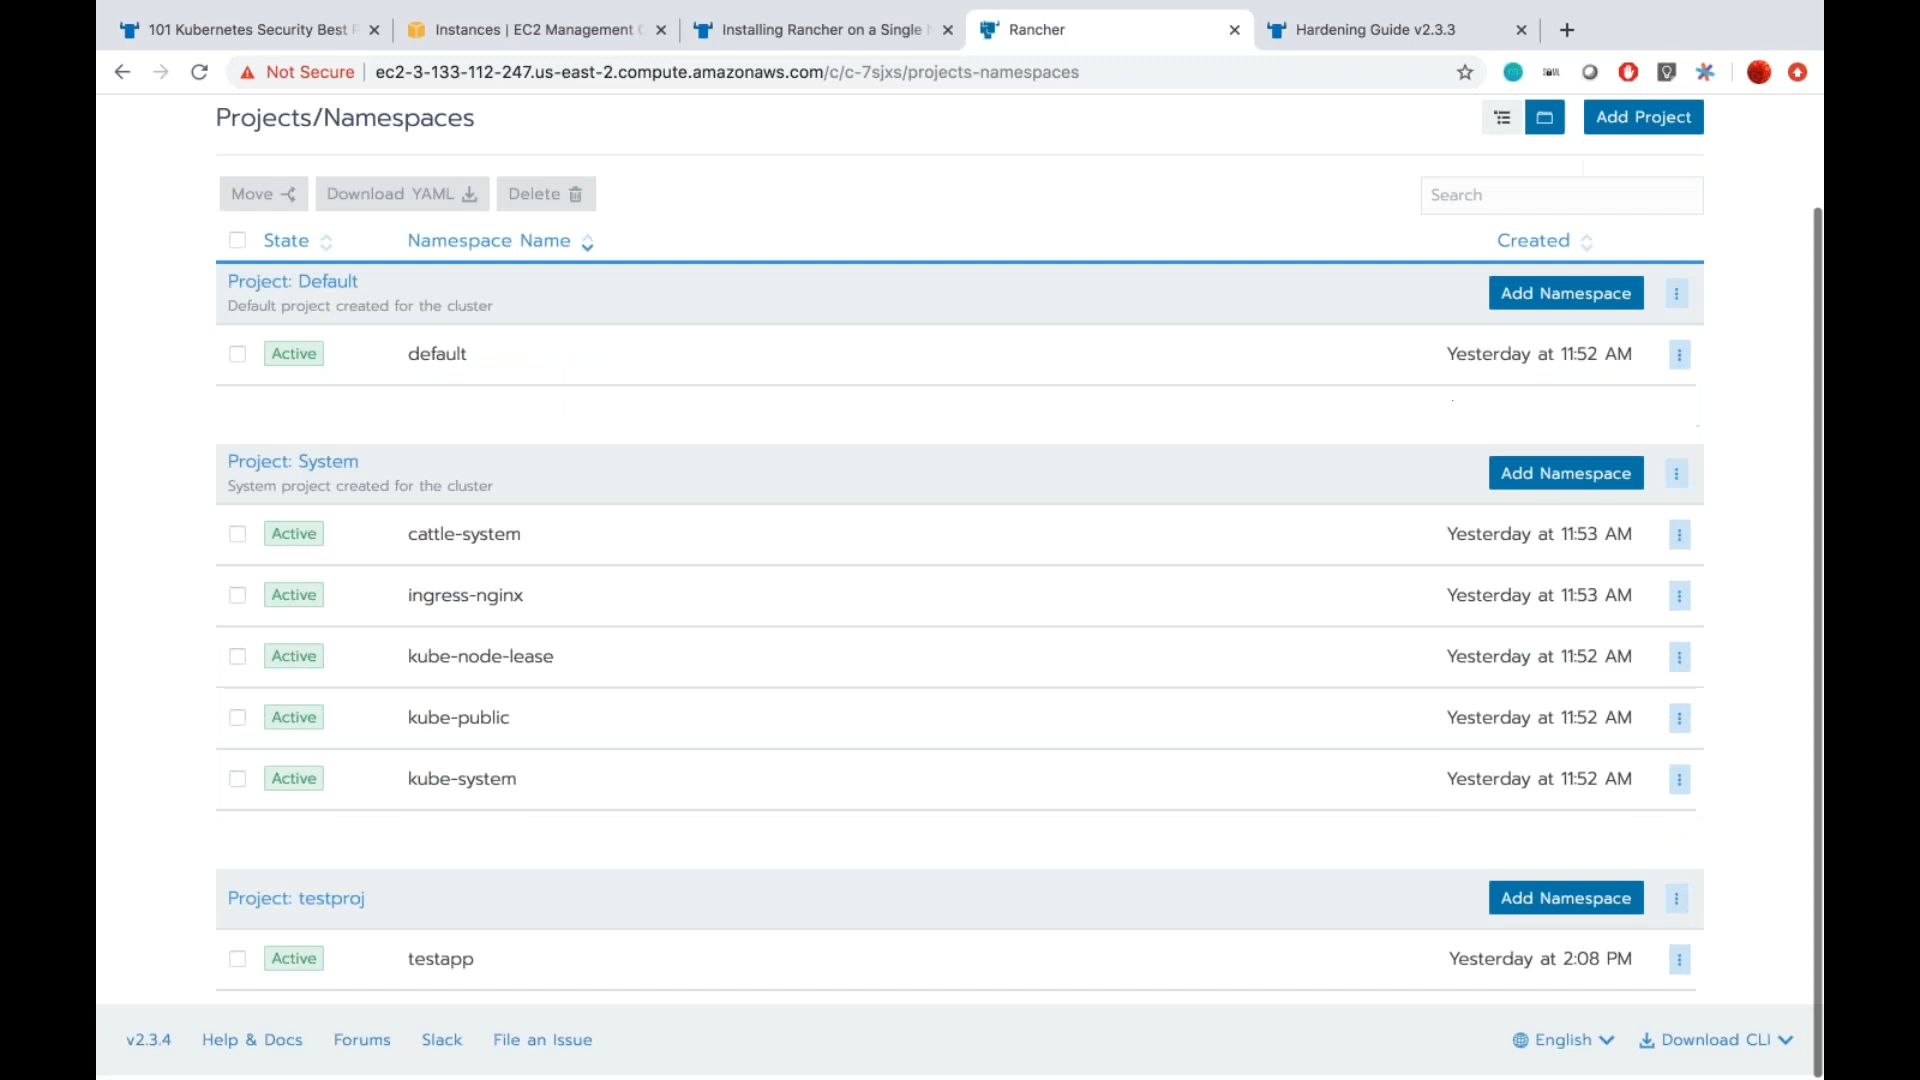 101 Kubernetes Security Best P
Instances | EC2 Management C
Installing Rancher on a Single N
Rancher
Hardening Guide v2.3.3
Not Secure
ec2-3-133-112-247.us-east-2.compute.amazonaws.com/c/c-7sjxs/projects-namespaces
Projects/Namespaces
Add Project
Move
Download YAML
Delete
Search
State
Namespace Name
Created
Project: Default
Default project created for the cluster
Add Namespace
Active default Yesterday at 11:52 AM
Project: System
System project created for the cluster
Add Namespace
Active cattle-system Yesterday at 11:53 AM
Active ingress-nginx Yesterday at 11:53 AM
Active kube-node-lease Yesterday at 11:52 AM
Active kube-public Yesterday at 11:52 AM
Active kube-system Yesterday at 11:52 AM
Project: testproj
Add Namespace
Active testapp Yesterday at 2:08 PM
v2.3.4 Help & Docs Forums Slack File an Issue English Download CLI